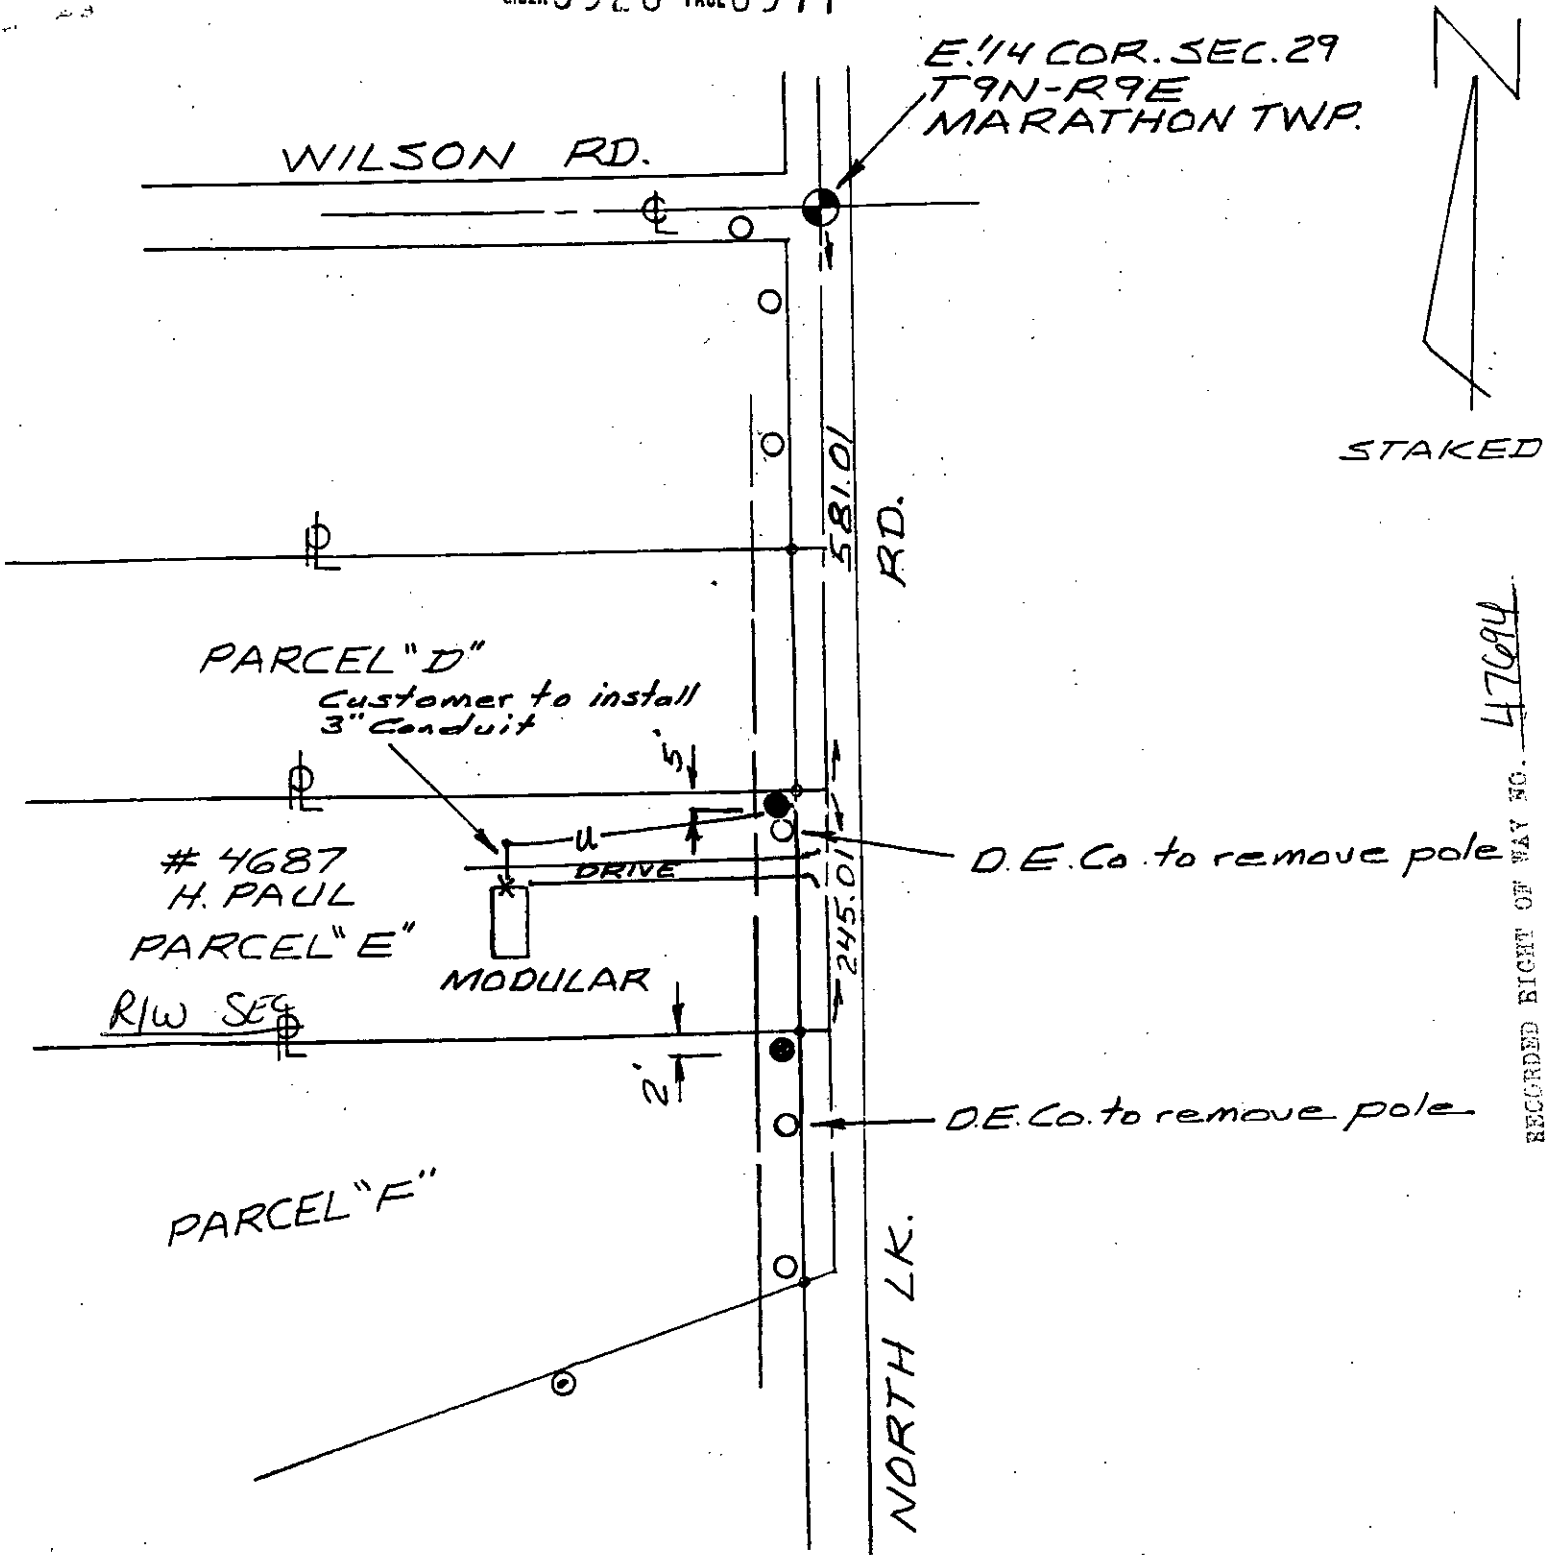 E.1/4 COR. SEC. 29
T9N-R9E
MARATHON TWP.
N
WILSON RD.
℄
STAKED
581.01
RD.
PARCEL "D"
Customer to install
3" Conduit
5'
U
DRIVE
D.E.Co. to remove pole
# 4687
H. PAUL
PARCEL "E"
245.01
MODULAR
R/W SEC
2'
D.E.Co. to remove pole
PARCEL "F"
NORTH LK.
RECORDED RIGHT OF WAY NO. 47694